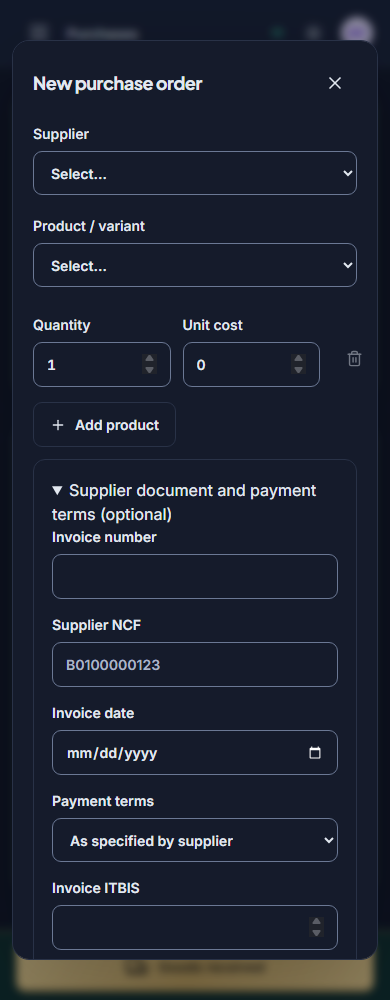 Purchases
New purchase order
Supplier
Select...
Product / variant
Select...
Quantity Unit cost
1 0
Add product
Supplier document and payment
terms (optional)
Invoice number
Supplier NCF
B0100000123
Invoice date
mm/dd/yyyy
Payment terms
As specified by supplier
Invoice ITBIS